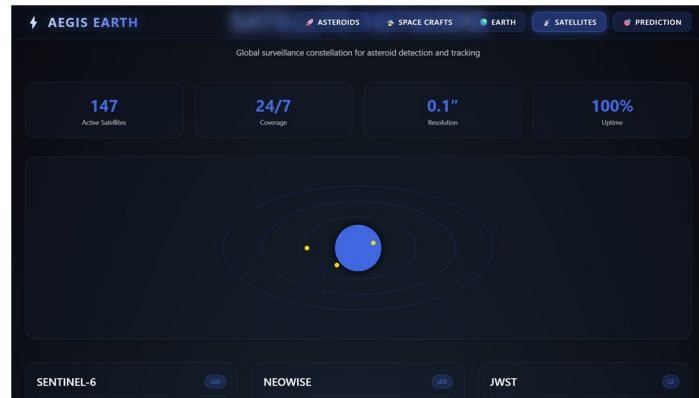 AEGIS EARTH
ASTEROIDS
SPACE CRAFTS
EARTH
SATELLITES
PREDICTION
Global surveillance constellation for asteroid detection and tracking
147
Active Satellites
24/7
Coverage
0.1″
Resolution
100%
Uptime
SENTINEL-6
LEO
NEOWISE
LEO
JWST
L2